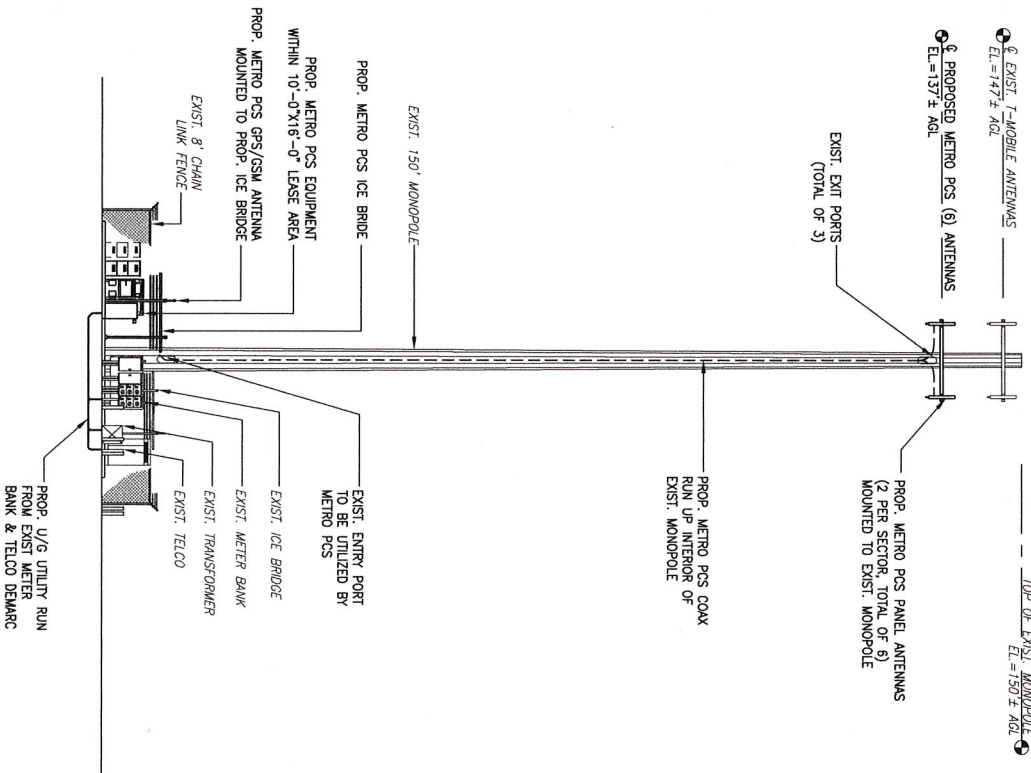 ℄ EXIST. T-MOBILE ANTENNAS
EL.=147'± AGL
℄ PROPOSED METRO PCS (6) ANTENNAS
EL.=137'± AGL
TOP OF EXIST. MONOPOLE
EL.=150'± AGL
EXIST. EXIT PORTS
(TOTAL OF 3)
PROP. METRO PCS PANEL ANTENNAS
(2 PER SECTOR, TOTAL OF 6)
MOUNTED TO EXIST. MONOPOLE
PROP. METRO PCS COAX
RUN UP INTERIOR OF
EXIST. MONOPOLE
EXIST. 150' MONOPOLE
PROP. METRO PCS ICE BRIDE
PROP. METRO PCS EQUIPMENT
WITHIN 10'-0"X16'-0" LEASE AREA
PROP. METRO PCS GPS/GSM ANTENNA
MOUNTED TO PROP. ICE BRIDGE
EXIST. 8' CHAIN
LINK FENCE
EXIST. ENTRY PORT
TO BE UTILIZED BY
METRO PCS
EXIST. ICE BRIDGE
EXIST. METER BANK
EXIST. TRANSFORMER
EXIST. TELCO
PROP. U/G UTILITY RUN
FROM EXIST METER
BANK & TELCO DEMARC